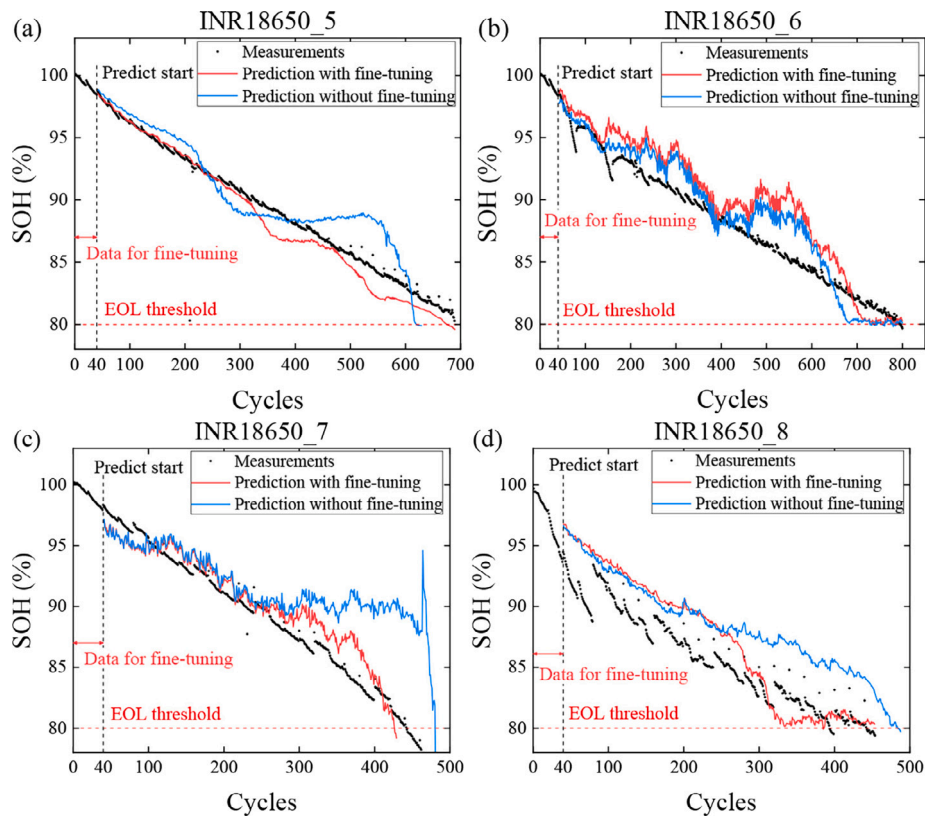 (a)
INR18650_5
Measurements
Predict start
Prediction with fine-tuning
Prediction without fine-tuning
100
95
90
85
80
SOH (%)
Data for fine-tuning
EOL threshold
0 40 100 200 300 400 500 600 700
Cycles
(b)
INR18650_6
Measurements
Predict start
Prediction with fine-tuning
Prediction without fine-tuning
100
95
90
85
80
SOH (%)
Data for fine-tuning
EOL threshold
0 40 100 200 300 400 500 600 700 800
Cycles
(c)
INR18650_7
Predict start
Measurements
Prediction with fine-tuning
Prediction without fine-tuning
100
95
90
85
80
SOH (%)
Data for fine-tuning
EOL threshold
0 40 100 200 300 400 500
Cycles
(d)
INR18650_8
Predict start
Measurements
Prediction with fine-tuning
Prediction without fine-tuning
100
95
90
85
80
SOH (%)
Data for fine-tuning
EOL threshold
0 40 100 200 300 400 500
Cycles